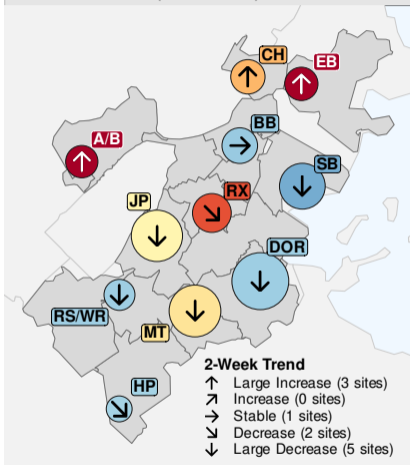 CH
EB
BB
A/B
SB
RX
JP
DOR
RS/WR
MT
HP
2-Week Trend
↑ Large Increase (3 sites)
↗ Increase (0 sites)
→ Stable (1 sites)
↘ Decrease (2 sites)
↓ Large Decrease (5 sites)